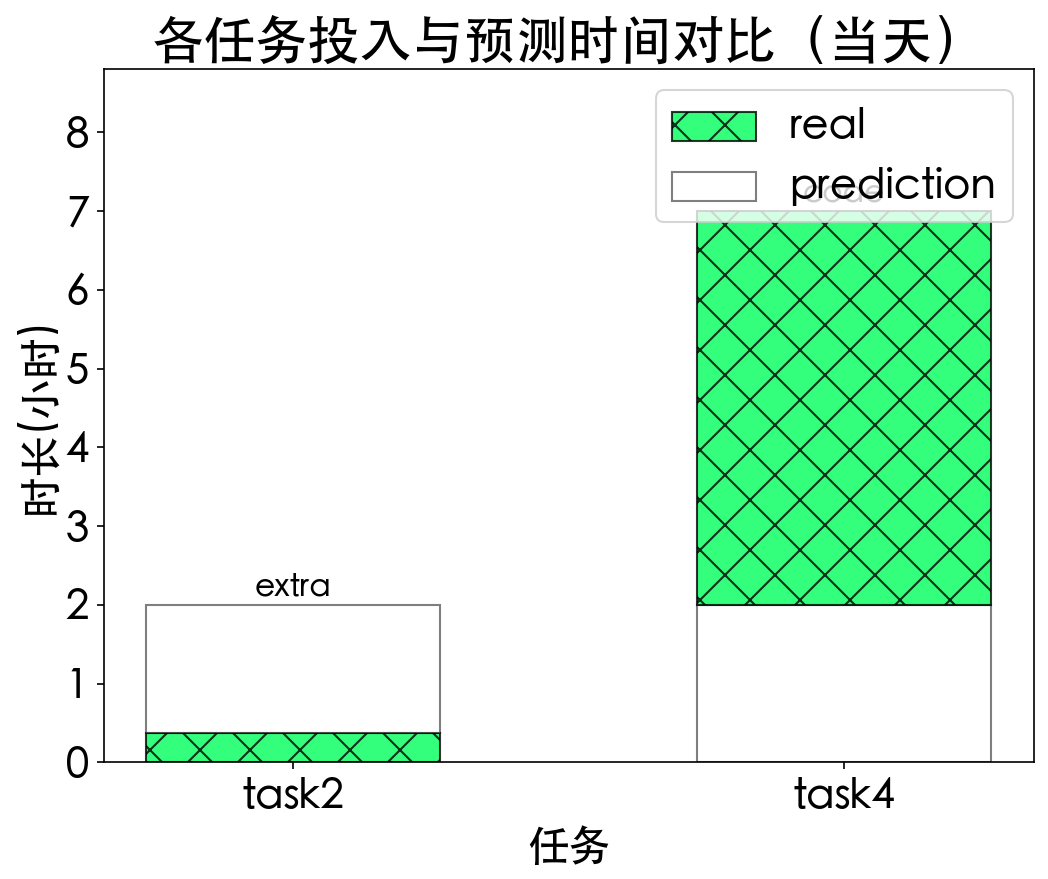 各任务投入与预测时间对比（当天）
real
prediction
code
8
7
6
5
4
3
2
1
0
时长(小时)
extra
task2
task4
任务